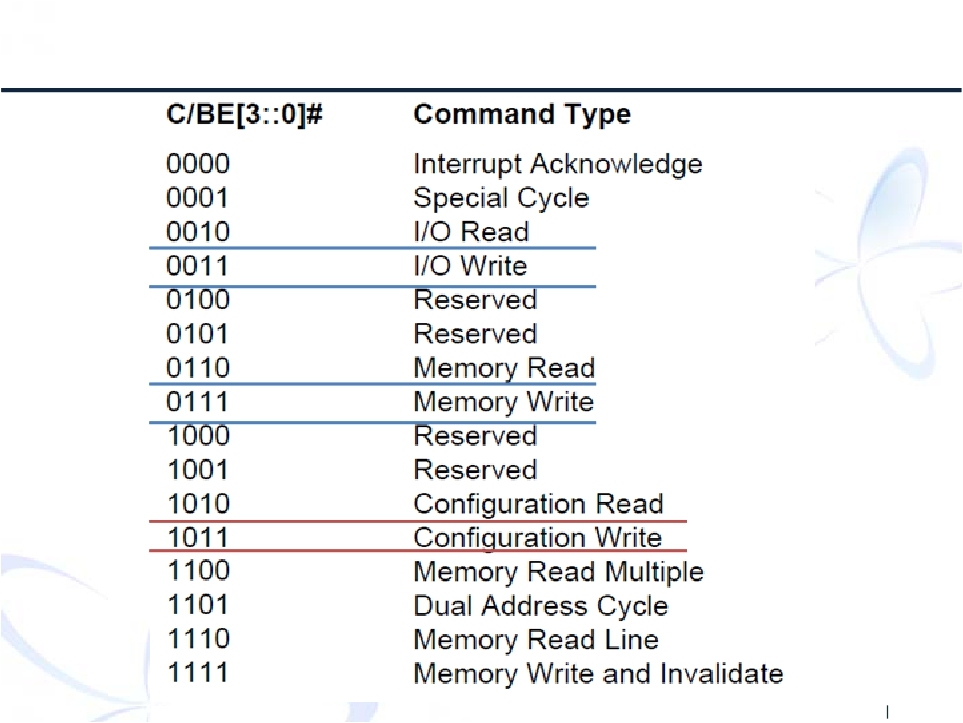 C/BE[3::0]# Command Type
0000 Interrupt Acknowledge
0001 Special Cycle
0010 I/O Read
0011 I/O Write
0100 Reserved
0101 Reserved
0110 Memory Read
0111 Memory Write
1000 Reserved
1001 Reserved
1010 Configuration Read
1011 Configuration Write
1100 Memory Read Multiple
1101 Dual Address Cycle
1110 Memory Read Line
1111 Memory Write and Invalidate